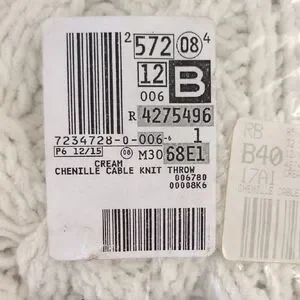 2 572 08 4
12 B
006
R 4275496
7234728-0-006-6 1
P6 12/15 08 M30 68E1
CREAM
CHENILLE CABLE KNIT THROW
006780
00008K6
RB
B40
17A1
CHENILLE CABLE